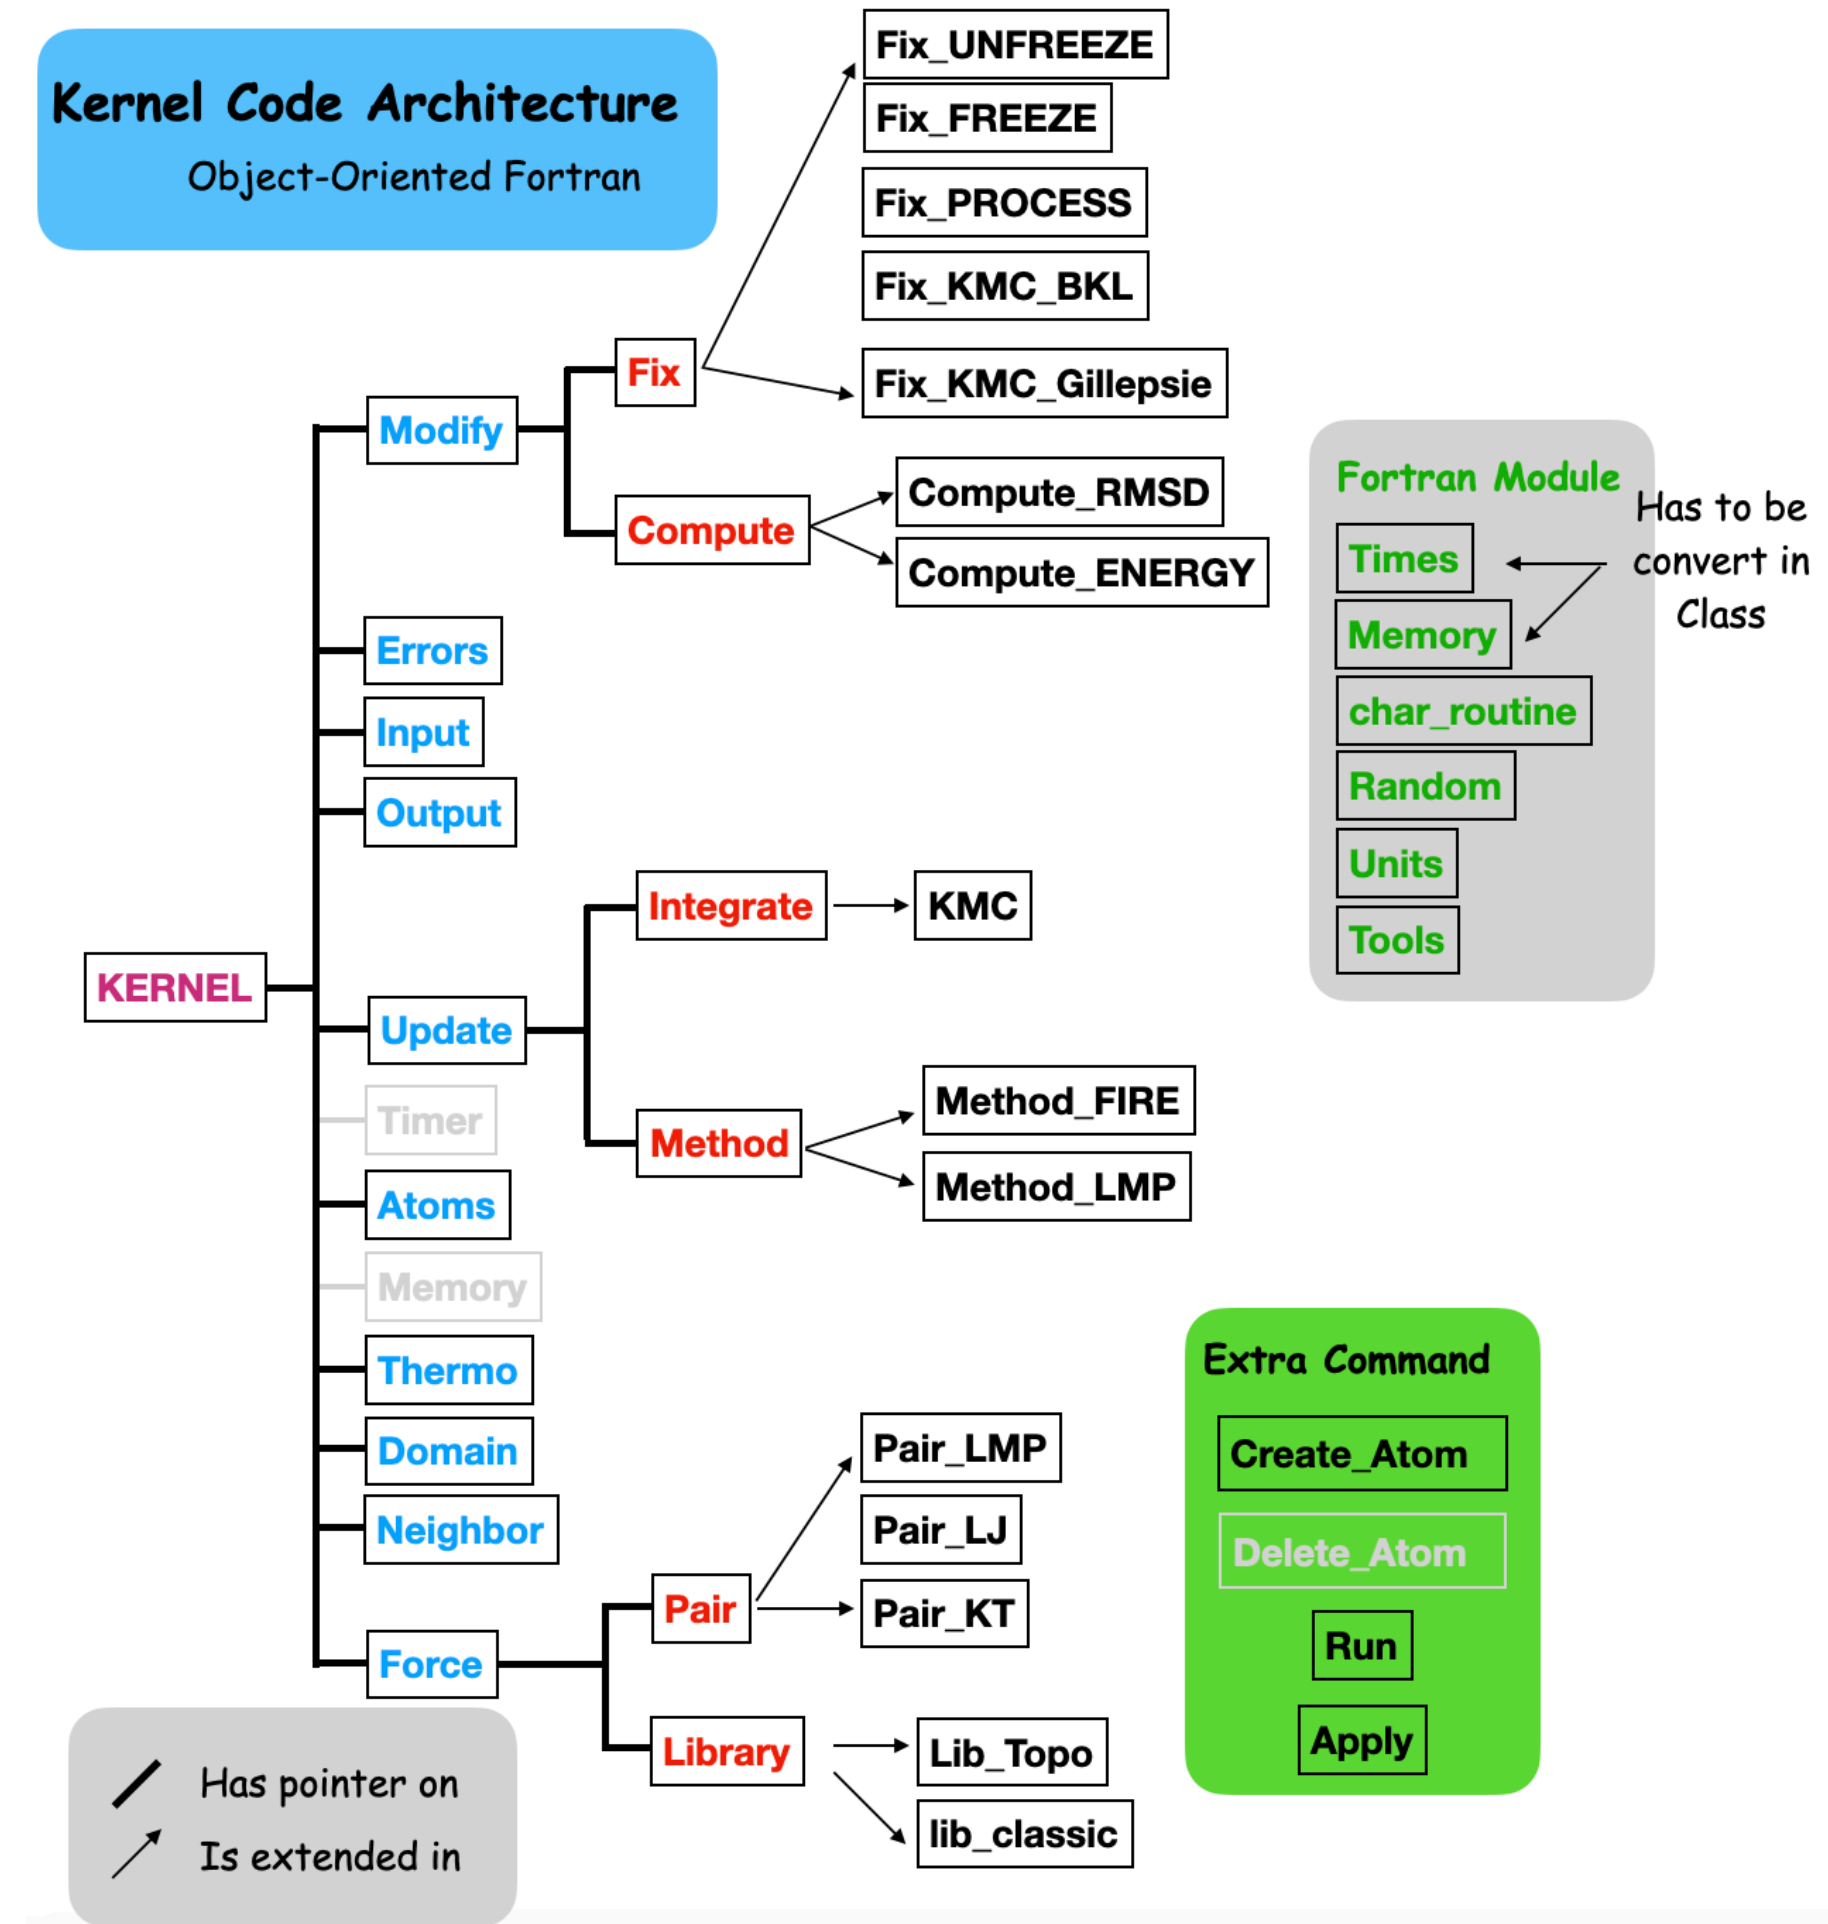 Kernel Code Architecture
Object-Oriented Fortran
Fix_UNFREEZE
Fix_FREEZE
Fix_PROCESS
Fix_KMC_BKL
Fix_KMC_Gillepsie
Fix
Modify
Compute
Compute_RMSD
Compute_ENERGY
Errors
Input
Output
KERNEL
Update
Integrate
KMC
Method
Method_FIRE
Method_LMP
Timer
Atoms
Memory
Thermo
Domain
Neighbor
Force
Pair
Pair_LMP
Pair_LJ
Pair_KT
Library
Lib_Topo
lib_classic
Fortran Module
Times
Memory
char_routine
Random
Units
Tools
Has to be
convert in
Class
Extra Command
Create_Atom
Delete_Atom
Run
Apply
Has pointer on
Is extended in